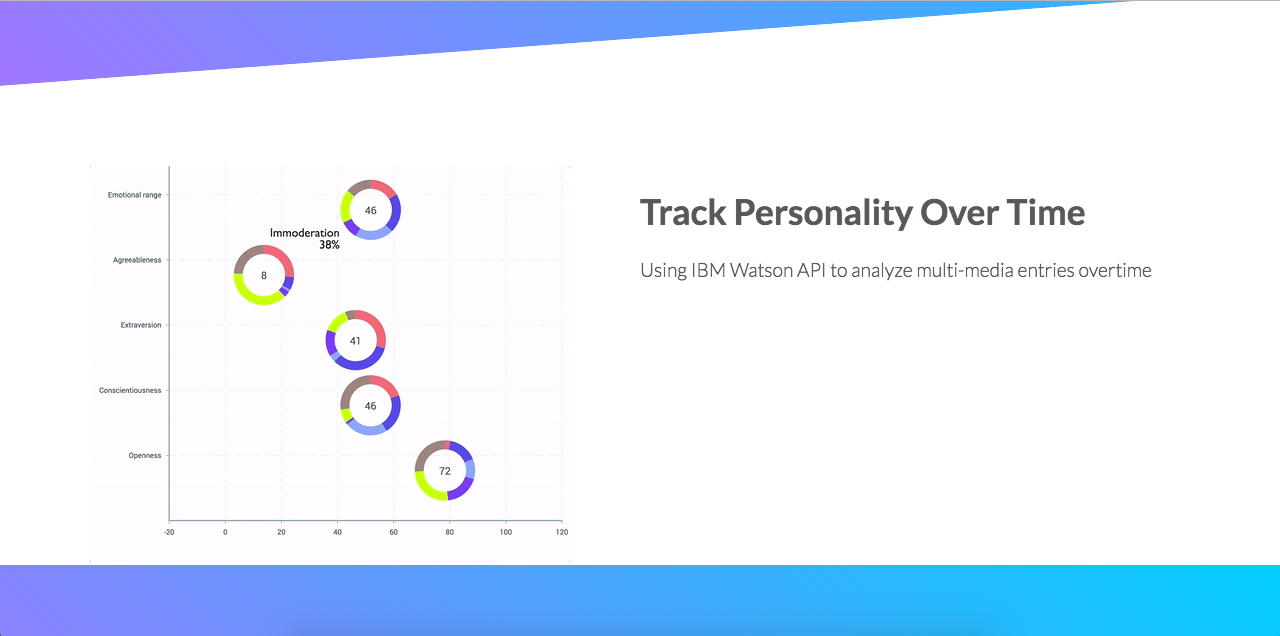 Emotional range
46
Immoderation
38%
Agreeableness
8
Extraversion
41
Conscientiousness
46
Openness
72
-20 0 20 40 60 80 100 120
Track Personality Over Time
Using IBM Watson API to analyze multi-media entries overtime